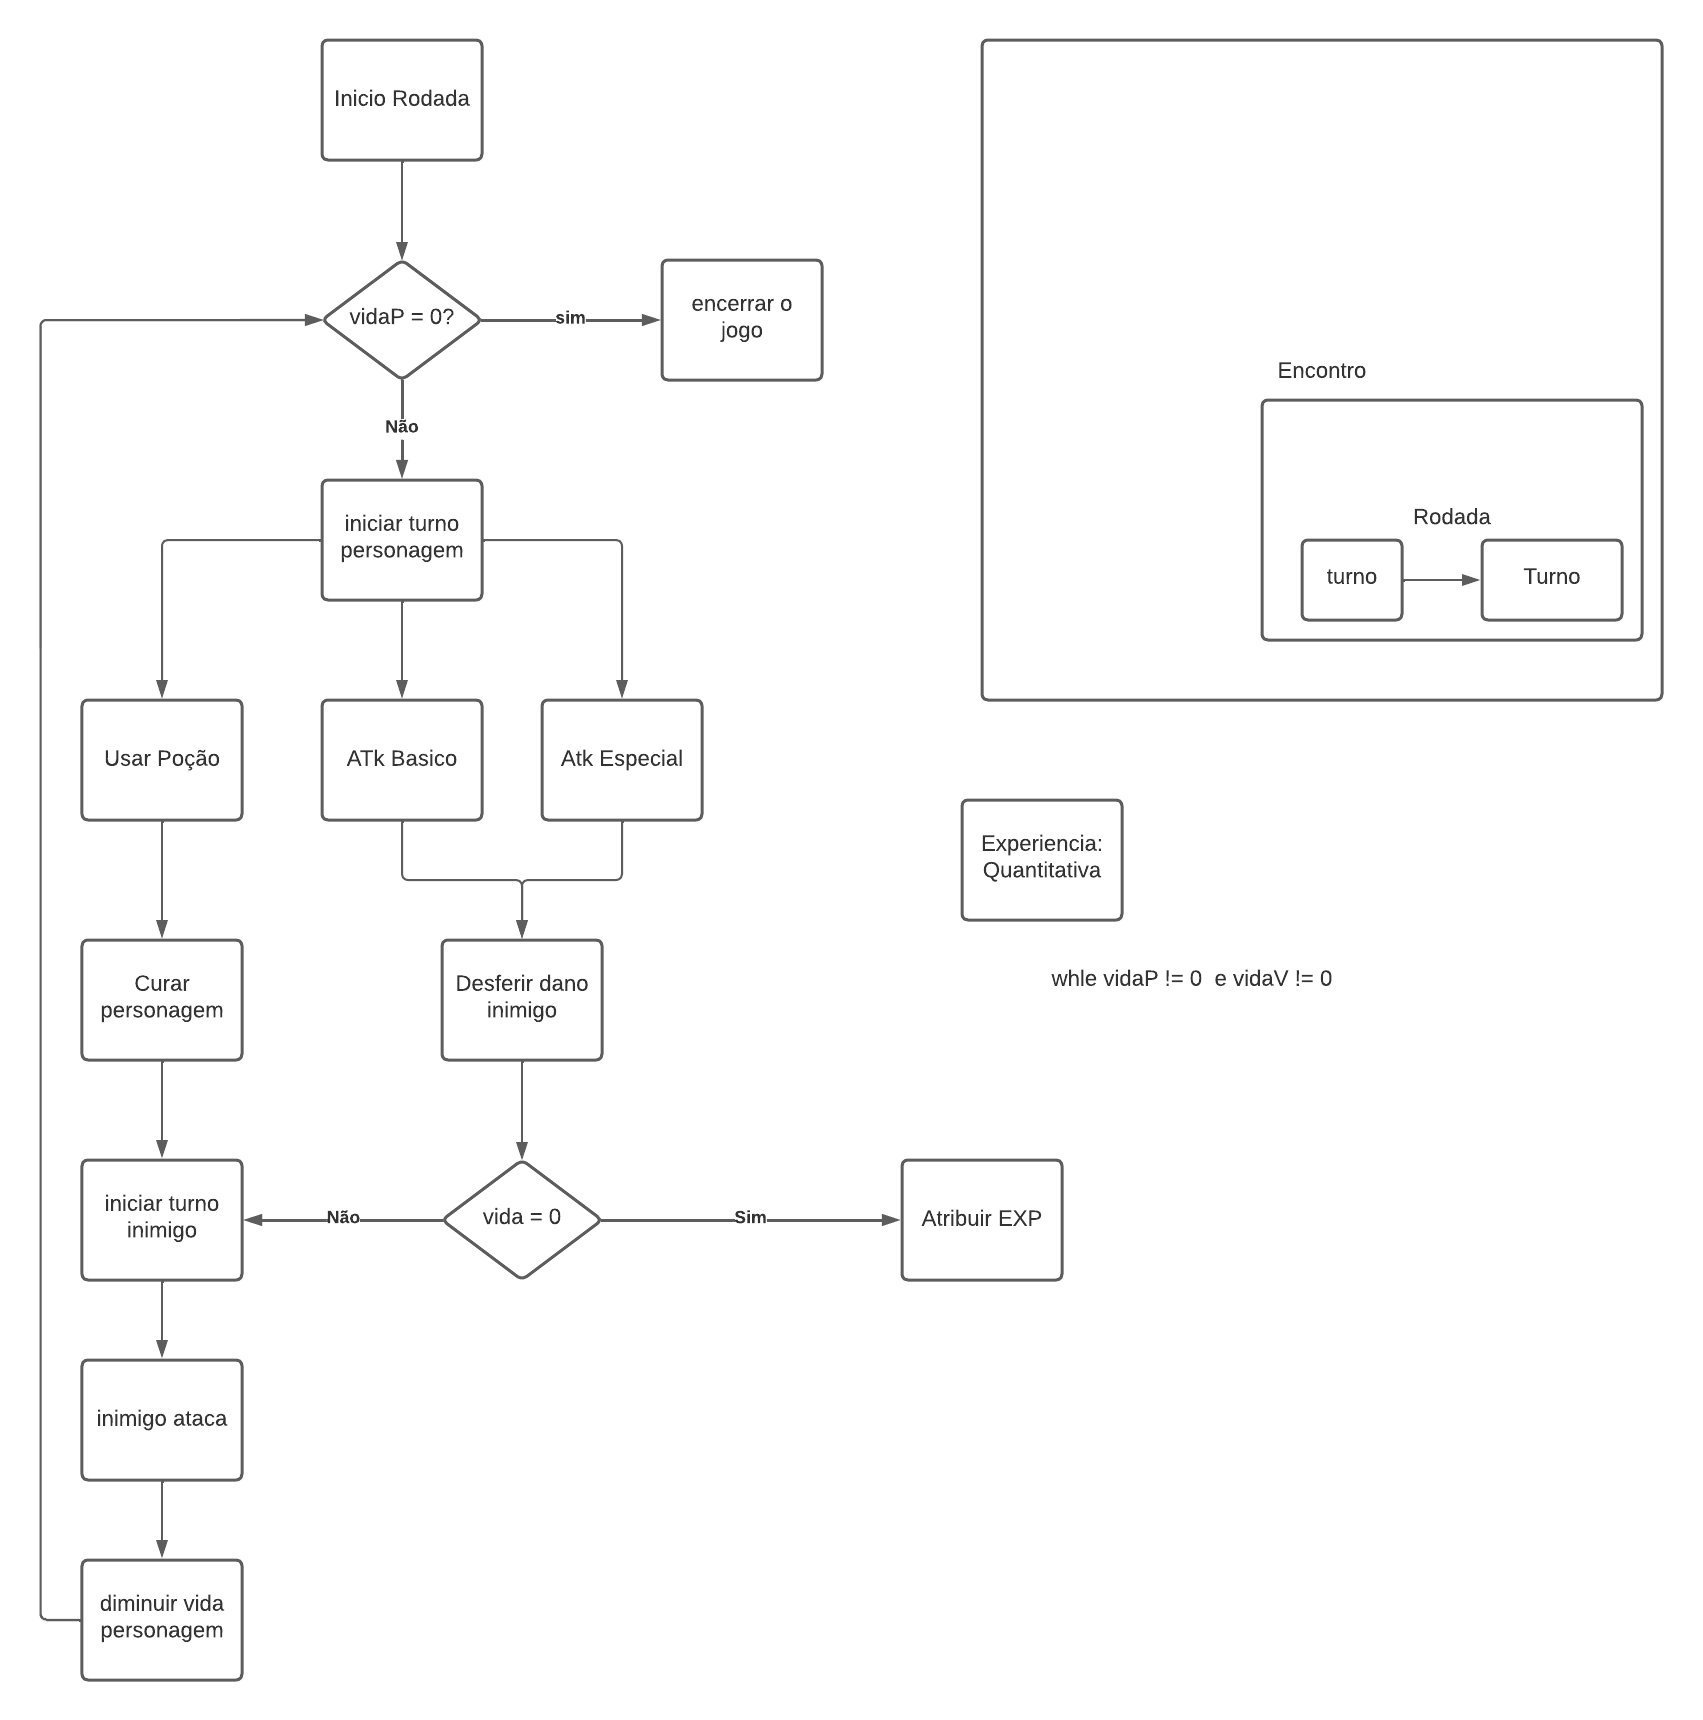 Inicio Rodada
vidaP = 0?
sim
encerrar o
jogo
Não
iniciar turno
personagem
Usar Poção
ATk Basico
Atk Especial
Curar
personagem
Desferir dano
inimigo
iniciar turno
inimigo
Não
vida = 0
Sim
Atribuir EXP
inimigo ataca
diminuir vida
personagem
Encontro
Rodada
turno
Turno
Experiencia:
Quantitativa
whle vidaP != 0  e vidaV != 0